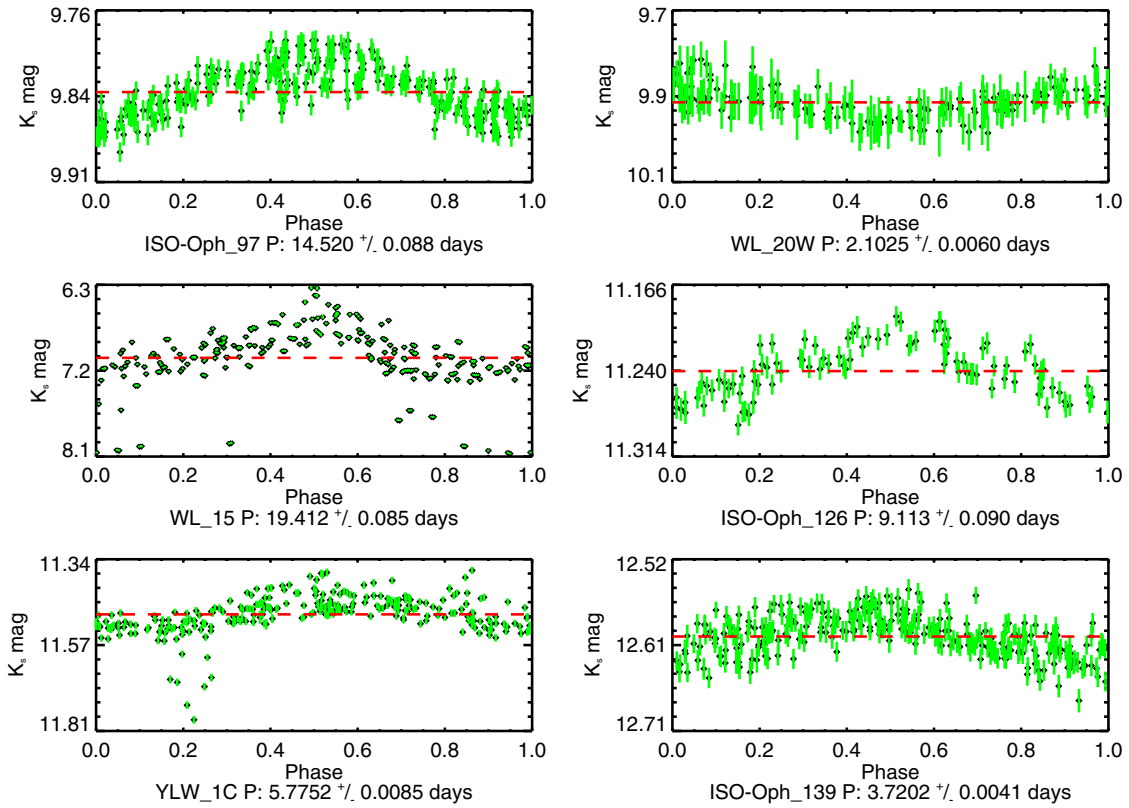 9.76
9.84
9.91
K_s mag
0.0 0.2 0.4 0.6 0.8 1.0
Phase
ISO-Oph_97 P: 14.520 +/- 0.088 days
9.7
9.9
10.1
K_s mag
0.0 0.2 0.4 0.6 0.8 1.0
Phase
WL_20W P: 2.1025 +/- 0.0060 days
6.3
7.2
8.1
K_s mag
0.0 0.2 0.4 0.6 0.8 1.0
Phase
WL_15 P: 19.412 +/- 0.085 days
11.166
11.240
11.314
K_s mag
0.0 0.2 0.4 0.6 0.8 1.0
Phase
ISO-Oph_126 P: 9.113 +/- 0.090 days
11.34
11.57
11.81
K_s mag
0.0 0.2 0.4 0.6 0.8 1.0
Phase
YLW_1C P: 5.7752 +/- 0.0085 days
12.52
12.61
12.71
K_s mag
0.0 0.2 0.4 0.6 0.8 1.0
Phase
ISO-Oph_139 P: 3.7202 +/- 0.0041 days